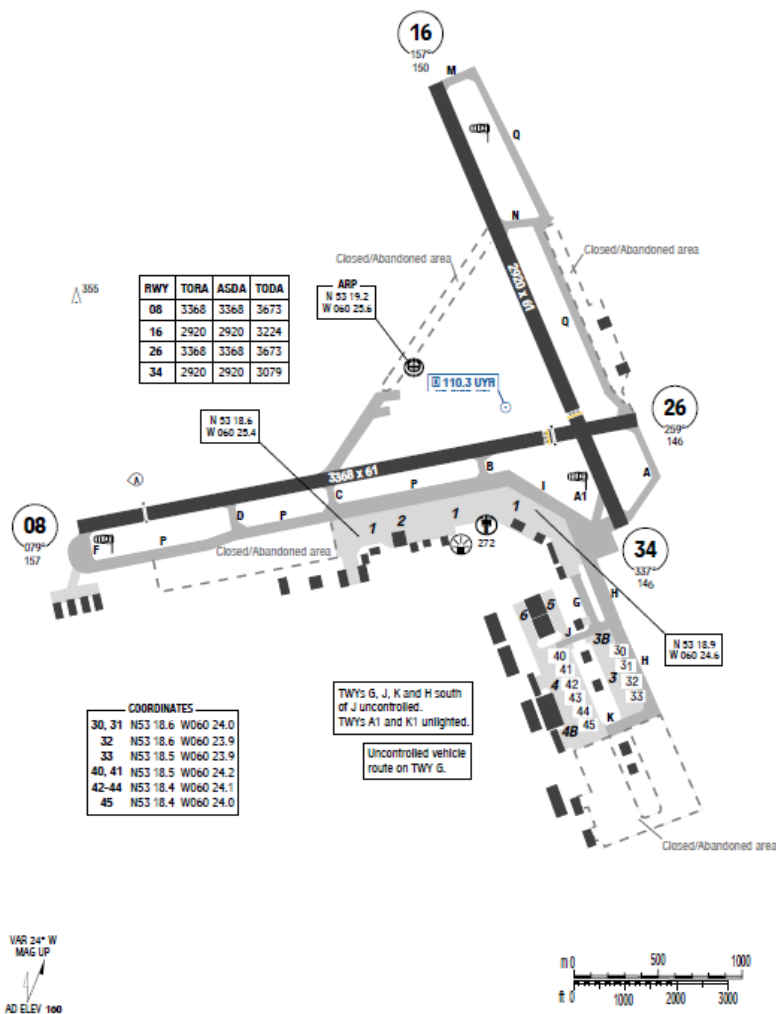 16
157°
150
M
Q
N
Closed/Abandoned area
Closed/Abandoned area
355
RWY TORA ASDA TODA
08 3368 3368 3673
16 2920 2920 3224
26 3368 3368 3673
34 2920 2920 3079
ARP
N 53 19.2
W 060 25.6
2920 x 61
Q
110.3 UYR
N 53 18.6
W 060 25.4
26
259°
146
3368 x 61
A
B
P
I
A1
A
C
08
079°
157
D
P
F
P
Closed/Abandoned area
1
2
1
1
272
34
337°
146
H
G
6
5
J
3B
30
31
32
33
3
H
N 53 18.9
W 060 24.6
40
41
42
43
44
45
4
4B
K
COORDINATES
30, 31 N53 18.6 W060 24.0
32 N53 18.6 W060 23.9
33 N53 18.5 W060 23.9
40, 41 N53 18.5 W060 24.2
42-44 N53 18.4 W060 24.1
45 N53 18.4 W060 24.0
TWYs G, J, K and H south
of J uncontrolled.
TWYs A1 and K1 unlighted.
Uncontrolled vehicle
route on TWY G.
Closed/Abandoned area
VAR 24° W
MAG UP
AD ELEV 160
m 0 500 1000
ft 0 1000 2000 3000